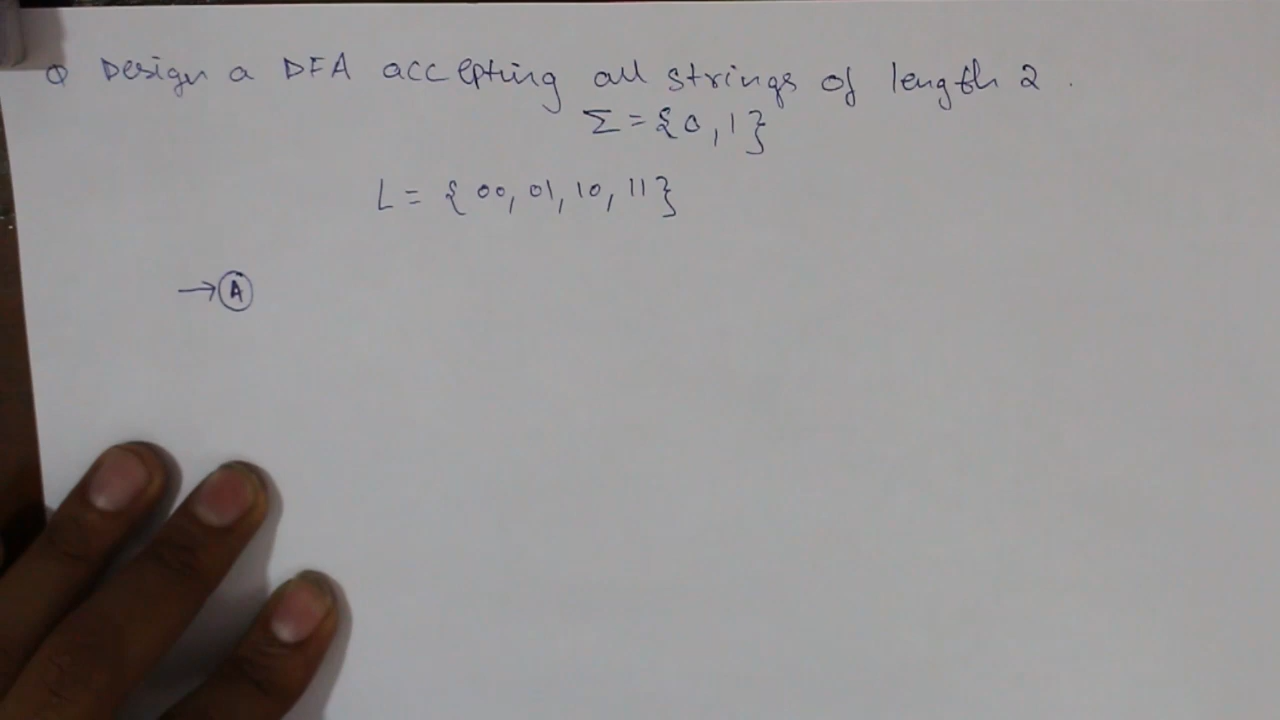 Q Design a DFA accepting all strings of length 2.
Σ = {0, 1}
L = {00, 01, 10, 11}
→ A